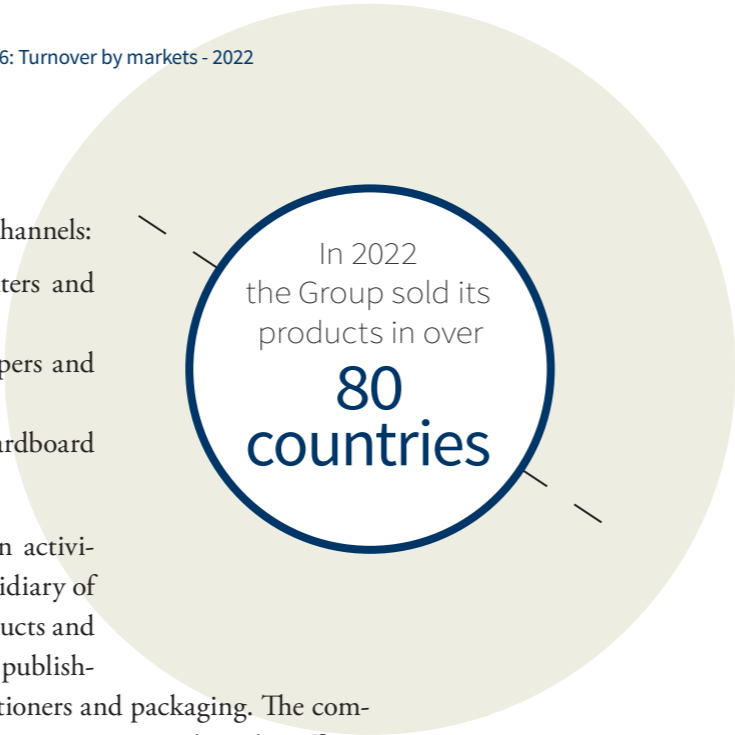 6: Turnover by markets - 2022
hannels:
ters and
pers and
ardboard
n activi-
idiary of
ucts and
publish-
tioners and packaging. The com-
In 2022
the Group sold its
products in over
80
countries